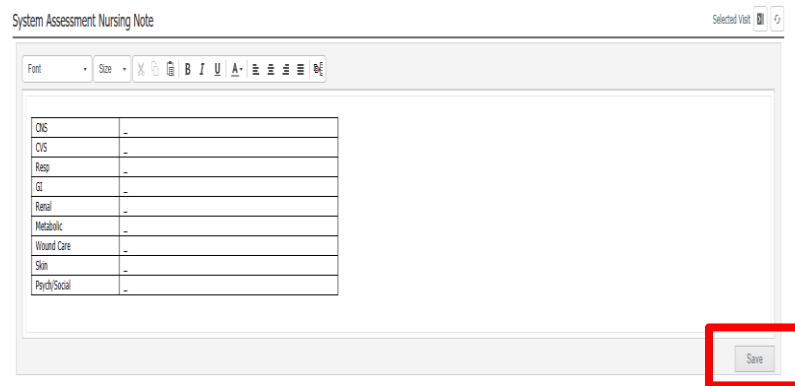 System Assessment Nursing Note Selected Visit
Font Size B I U A
CNS _
CVS _
Resp _
GI _
Renal _
Metabolic _
Wound Care _
Skin _
Psych/Social _
Save